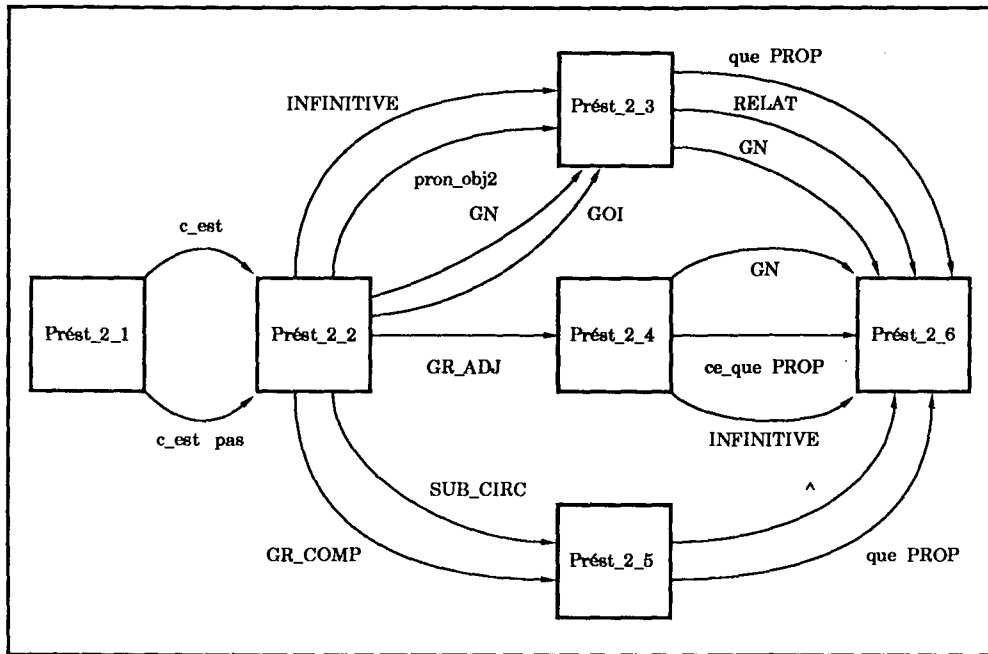 que PROP
INFINITIVE
Prést_2_3
RELAT
GN
pron_obj2
GN
GOI
c_est
GN
Prést_2_1
Prést_2_2
Prést_2_4
Prést_2_6
GR_ADJ
ce_que PROP
c_est pas
INFINITIVE
SUB_CIRC
^
GR_COMP
Prést_2_5
que PROP